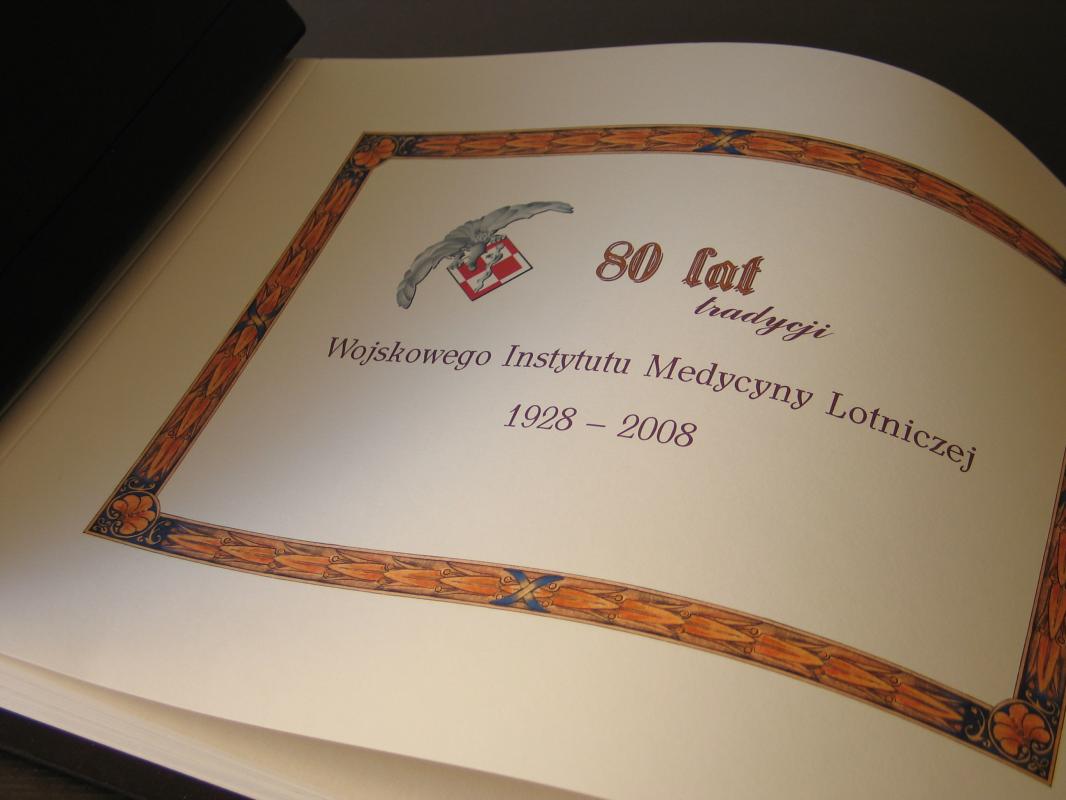 80 lat
tradycji
Wojskowego Instytutu Medycyny Lotniczej
1928 – 2008